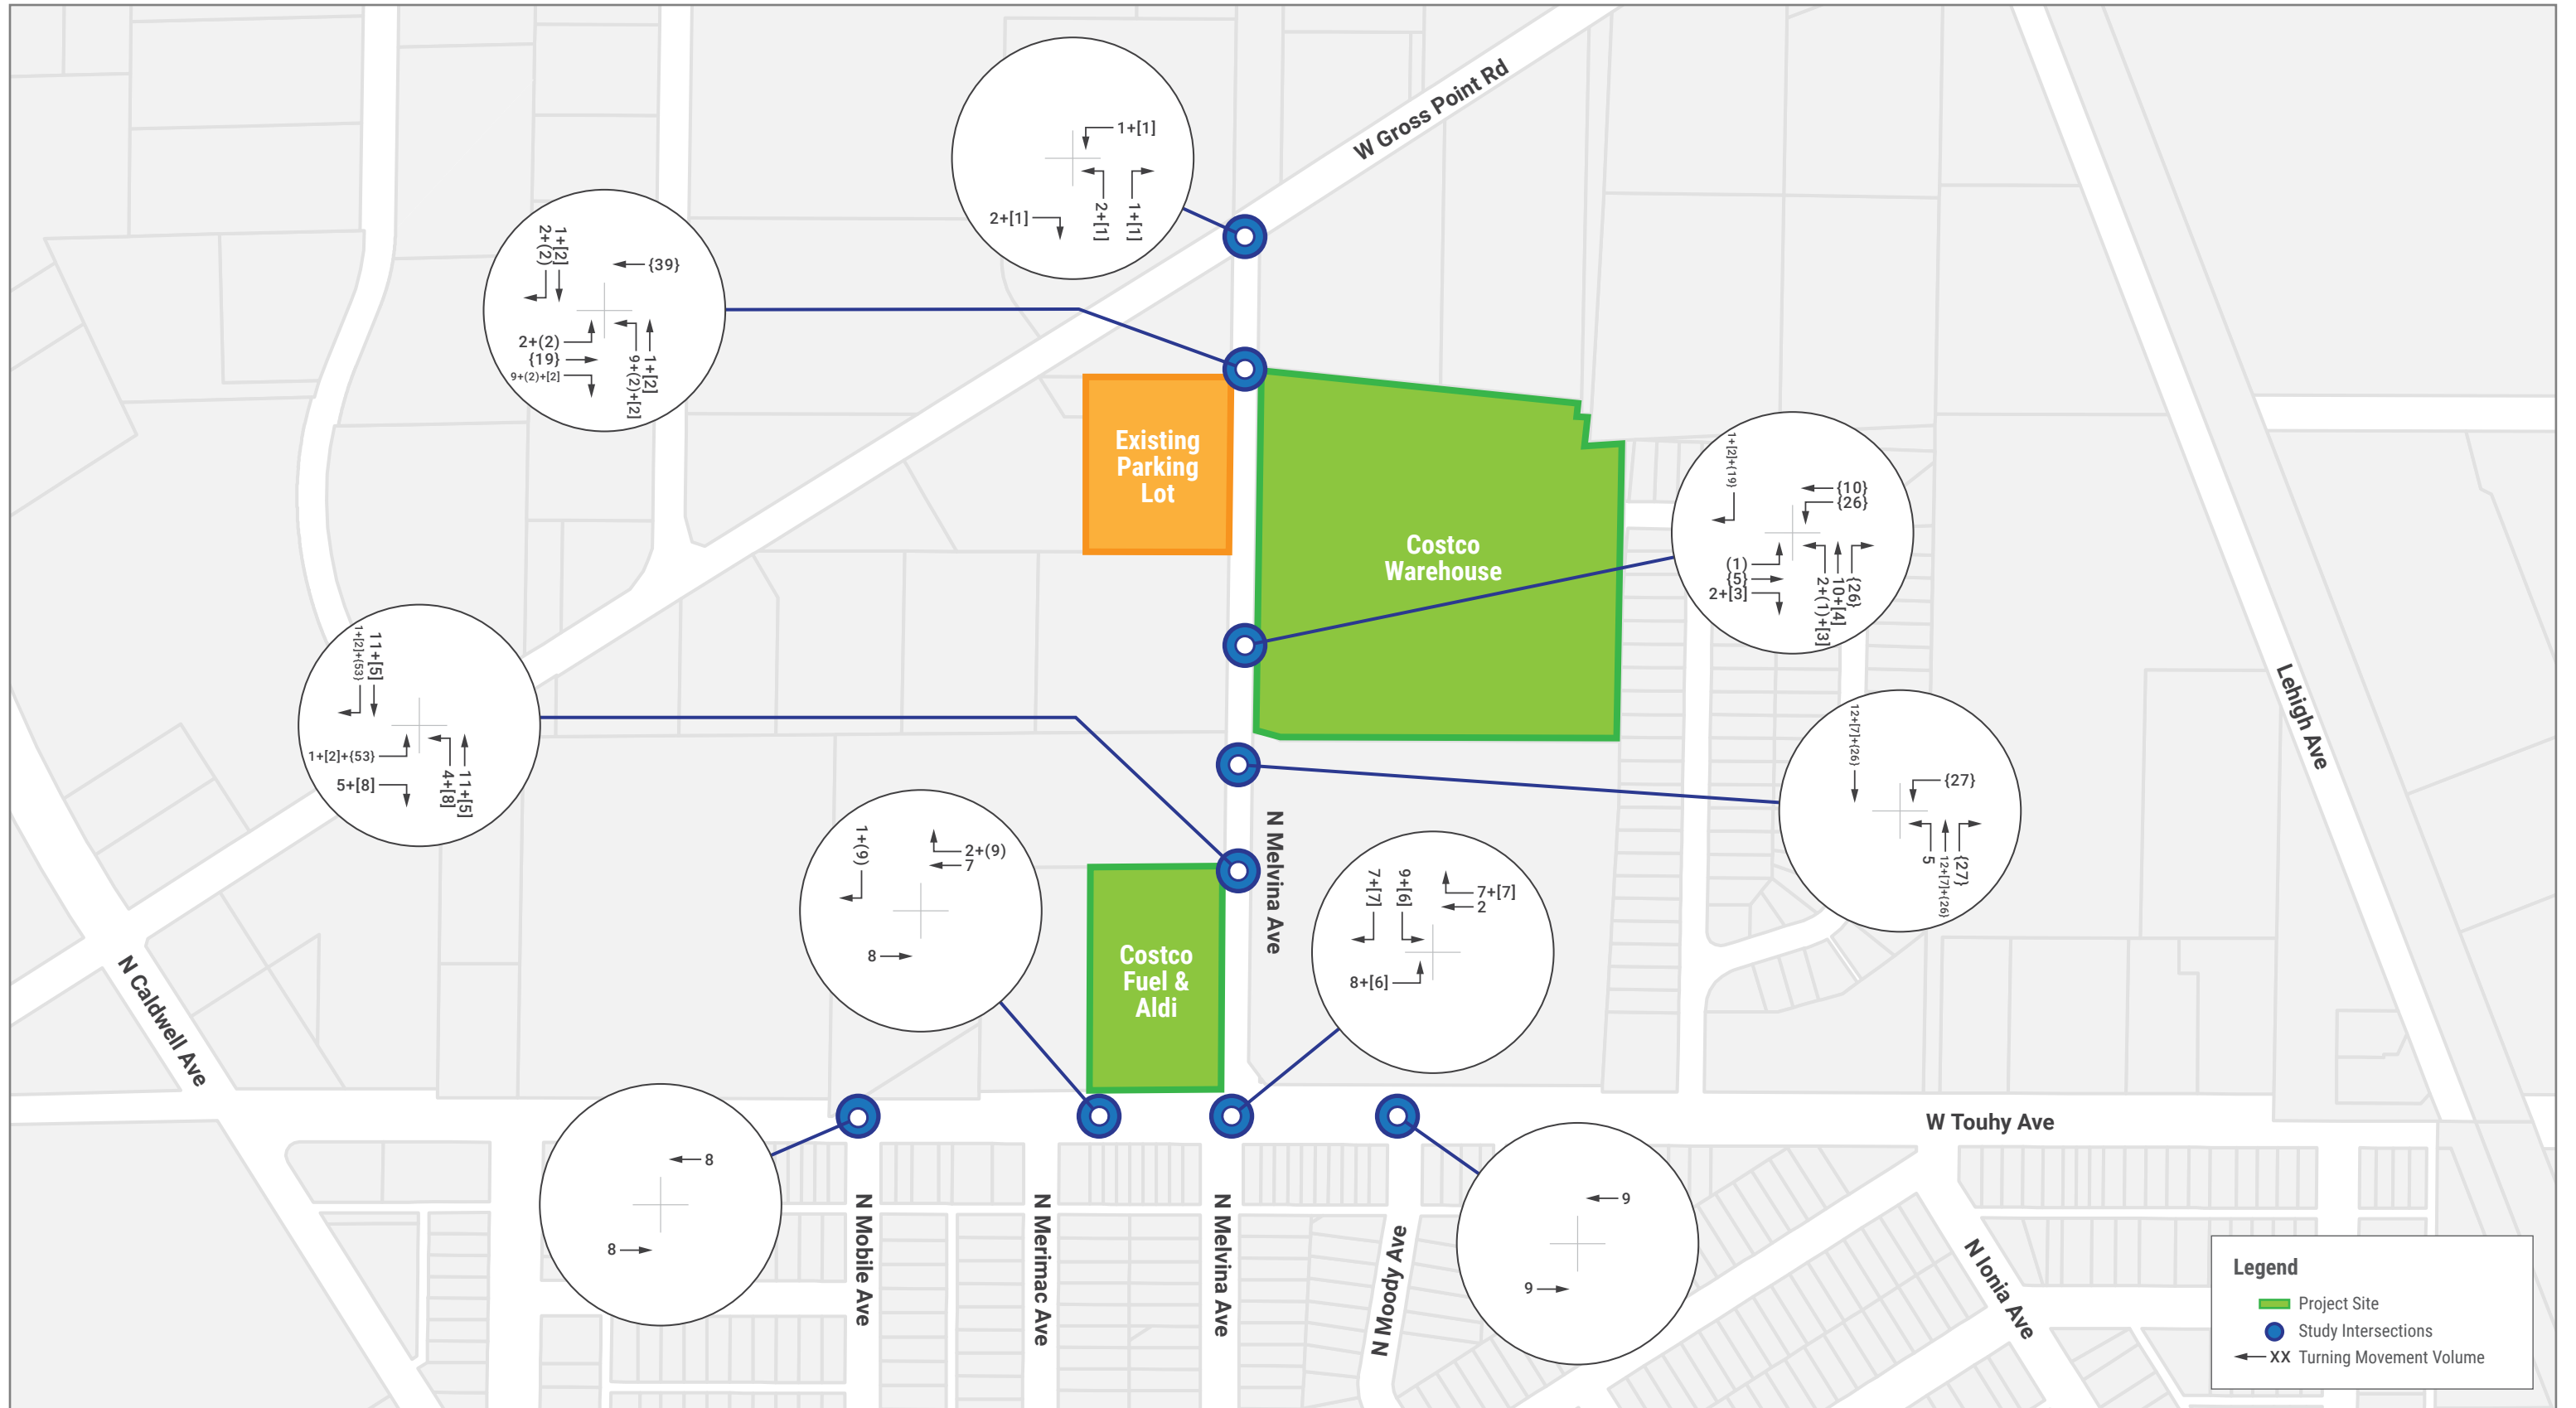 W Gross Point Rd
1+[1]
2+[1]
2+[1]
1+[1]
2+(2)
1+[2]
{39}
2+(2)
{19}
9+(2)+[2]
9+(2)+[2]
1+[2]
Existing
Parking
Lot
Costco
Warehouse
1+[2]+{19}
{10}
{26}
(1)
{5}
2+[3]
2+(1)+[3]
10+[4]
{26}
1+[2]+{53}
11+[5]
1+[2]+{53}
5+[8]
4+[8]
11+[5]
12+[7]+{26}
{27}
5
12+[7]+{26}
{27}
Lehigh Ave
N Melvina Ave
1+(9)
2+(9)
7
8
7+[7]
9+[6]
7+[7]
2
8+[6]
Costco
Fuel &
Aldi
N Caldwell Ave
W Touhy Ave
8
8
9
9
N Mobile Ave
N Merimac Ave
N Melvina Ave
N Moody Ave
N Ionia Ave
Legend
Project Site
Study Intersections
XX Turning Movement Volume